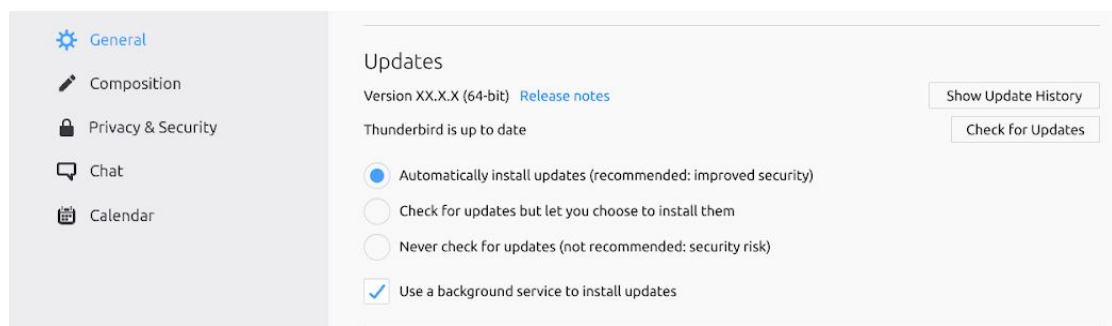 General
Composition
Privacy & Security
Chat
Calendar
Updates
Version XX.X.X (64-bit) Release notes
Show Update History
Thunderbird is up to date
Check for Updates
Automatically install updates (recommended: improved security)
Check for updates but let you choose to install them
Never check for updates (not recommended: security risk)
Use a background service to install updates